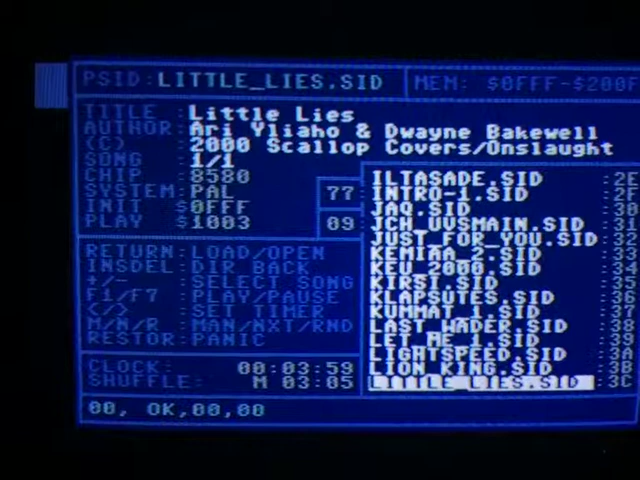 PSID:LITTLE_LIES.SID MEM: $0FFF-$200F
TITLE :Little Lies
AUTHOR:Ari Yliaho & Dwayne Bakewell
(C) :2000 Scallop Covers/Onslaught
SONG :1/1
CHIP :8580
SYSTEM:PAL
INIT $0FFF
PLAY $1003
77
09
ILTASADE.SID :2E
INTRO-1.SID :2F
JAQ.SID :30
JCH_UVSMAIN.SID :31
JUST_FOR_YOU.SID :32
KEMIAA_2.SID :33
KEU_2000.SID :34
KIRSI.SID :35
KLAPSUTES.SID :36
KUMMAT_1.SID :37
LAST_WADER.SID :38
LET_ME_1.SID :39
LIGHTSPEED.SID :3A
LION_KING.SID :3B
LITTLE_LIES.SID :3C
RETURN:LOAD/OPEN
INSDEL:DIR BACK
+/- :SELECT SONG
F1/F7 :PLAY/PAUSE
</> :SET TIMER
M/N/R :MAN/NXT/RND
RESTOR:PANIC
CLOCK: 00:03:59
SHUFFLE: M 03:05
00, OK,00,00